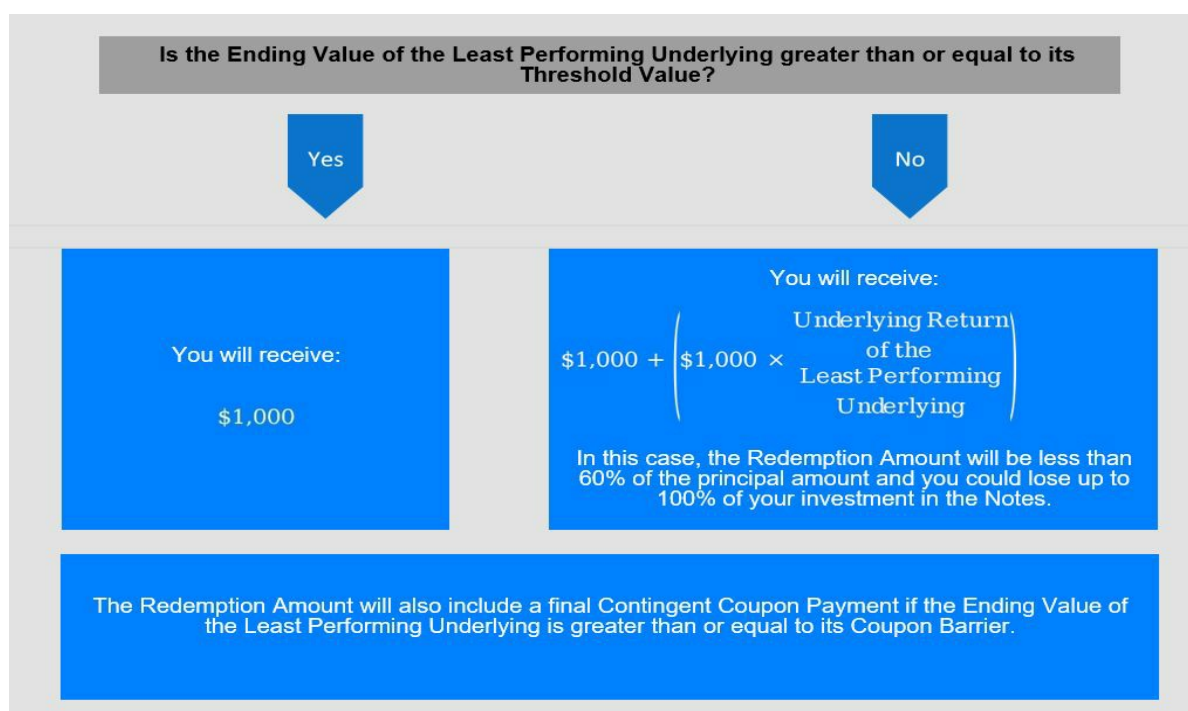 Is the Ending Value of the Least Performing Underlying greater than or equal to its
Threshold Value?
Yes
No
You will receive:
$1,000
You will receive:
$1,000 + ($1,000 × Underlying Return
of the
Least Performing
Underlying)
In this case, the Redemption Amount will be less than
60% of the principal amount and you could lose up to
100% of your investment in the Notes.
The Redemption Amount will also include a final Contingent Coupon Payment if the Ending Value of
the Least Performing Underlying is greater than or equal to its Coupon Barrier.